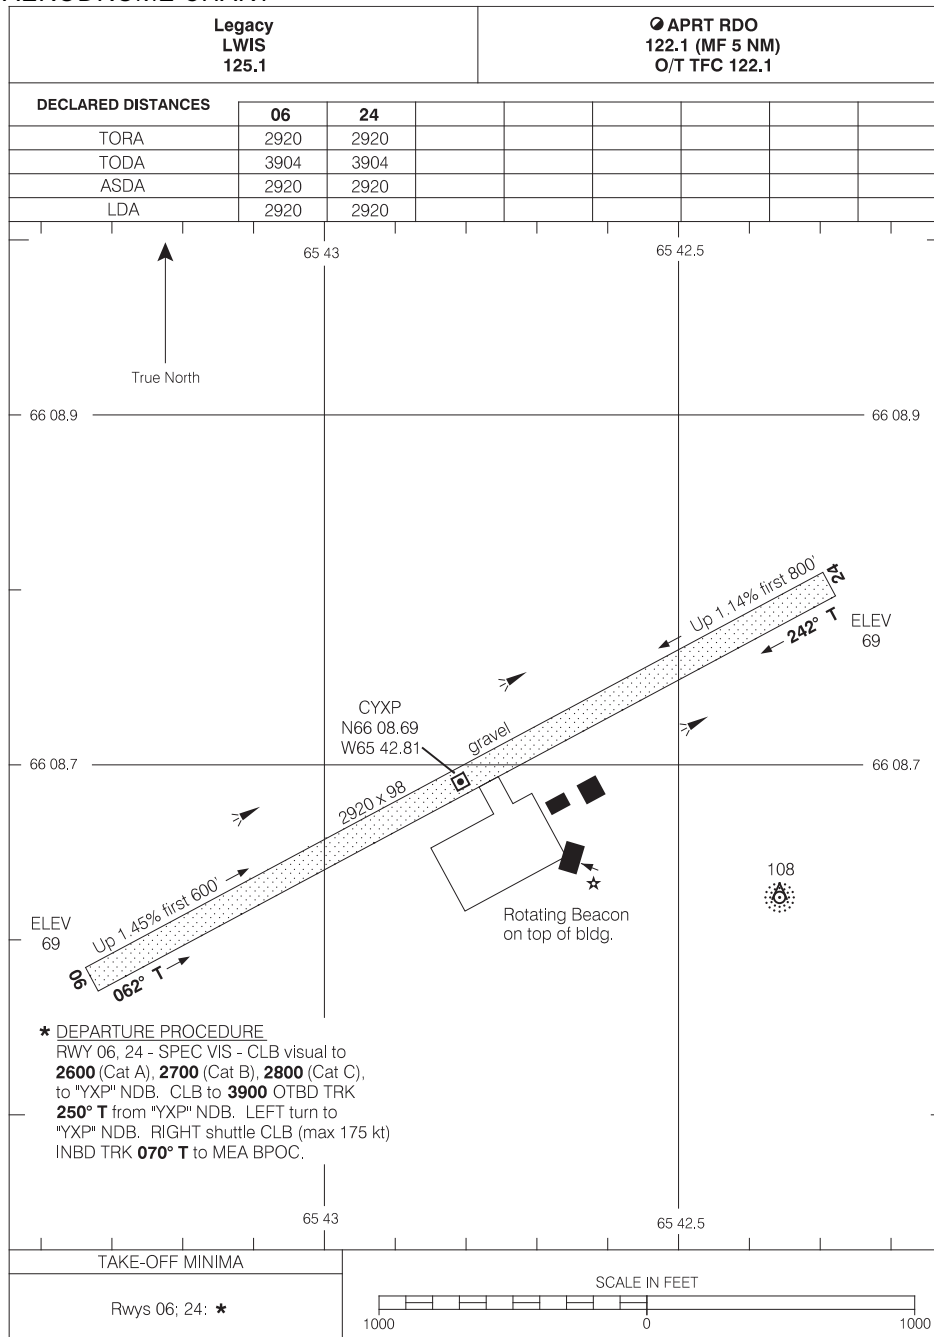 Legacy
LWIS
125.1
APRT RDO
122.1 (MF 5 NM)
O/T TFC 122.1
DECLARED DISTANCES
06 24
TORA 2920 2920
TODA 3904 3904
ASDA 2920 2920
LDA 2920 2920
65 43 65 42.5
True North
66 08.9 66 08.9
24
Up 1.14% first 800'
242° T
ELEV
69
CYXP
N66 08.69
W65 42.81
gravel
66 08.7 66 08.7
2920 x 98
108
Rotating Beacon
on top of bldg.
ELEV
69
Up 1.45% first 600'
06
062° T
* DEPARTURE PROCEDURE
RWY 06, 24 - SPEC VIS - CLB visual to
2600 (Cat A), 2700 (Cat B), 2800 (Cat C),
to "YXP" NDB. CLB to 3900 OTBD TRK
250° T from "YXP" NDB. LEFT turn to
"YXP" NDB. RIGHT shuttle CLB (max 175 kt)
INBD TRK 070° T to MEA BPOC.
65 43 65 42.5
TAKE-OFF MINIMA
Rwys 06; 24: *
SCALE IN FEET
1000 0 1000